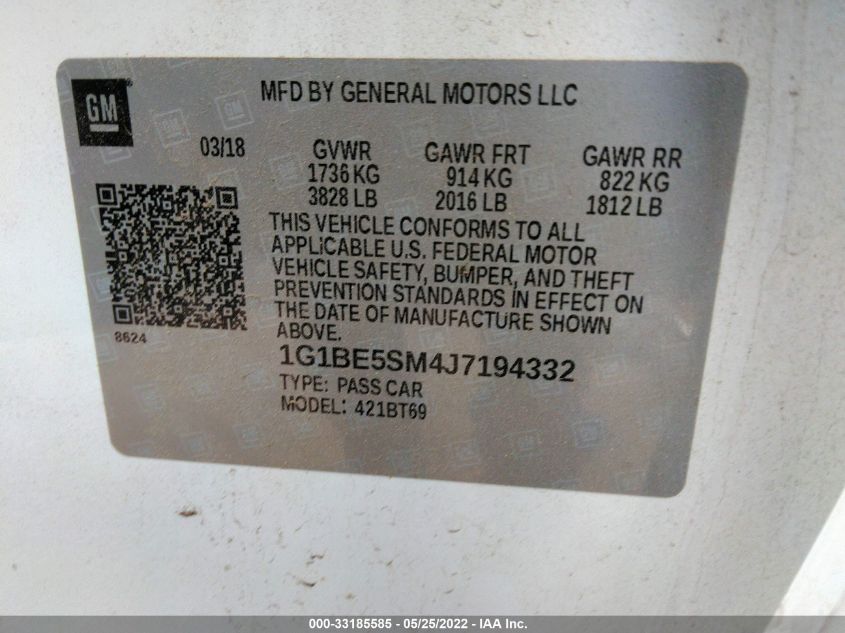 GM
MFD BY GENERAL MOTORS LLC
03/18 GVWR GAWR FRT GAWR RR
1736 KG 914 KG 822 KG
3828 LB 2016 LB 1812 LB
THIS VEHICLE CONFORMS TO ALL
APPLICABLE U.S. FEDERAL MOTOR
VEHICLE SAFETY, BUMPER, AND THEFT
PREVENTION STANDARDS IN EFFECT ON
THE DATE OF MANUFACTURE SHOWN
ABOVE.
8624
1G1BE5SM4J7194332
TYPE: PASS CAR
MODEL: 421BT69
000-33185585 - 05/25/2022 - IAA Inc.